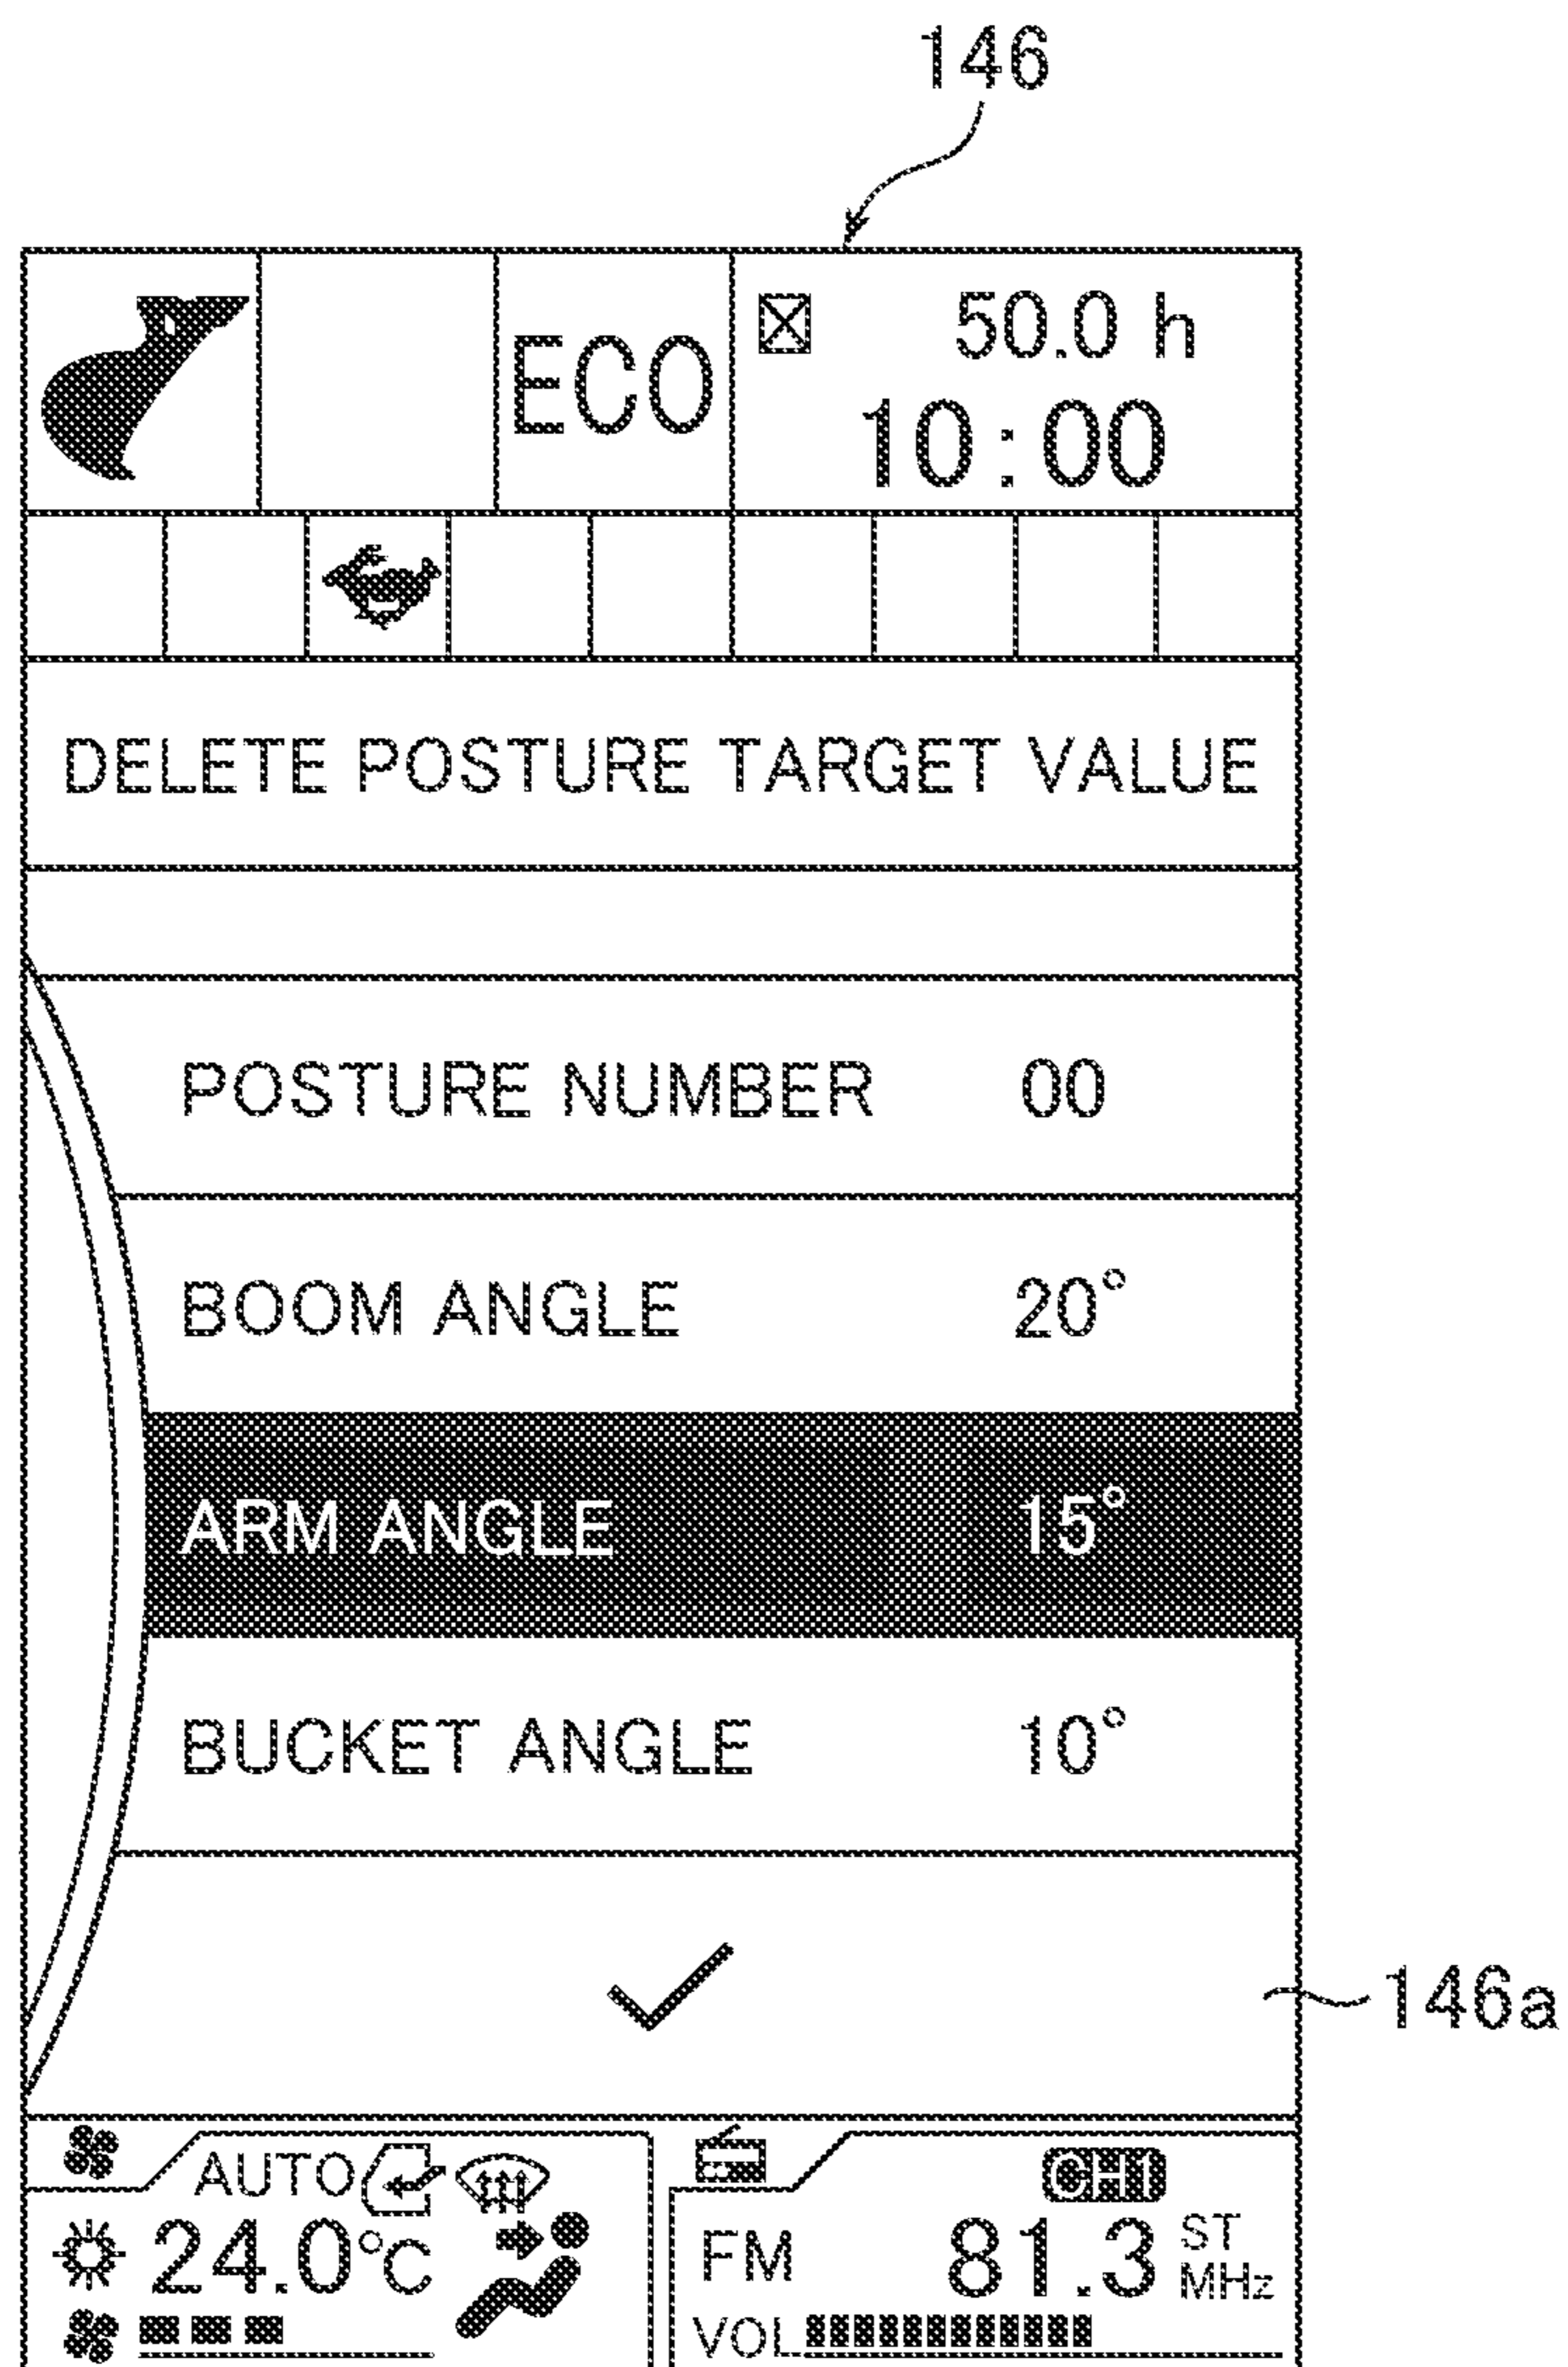 146
ECO
50.0 h
10:00
DELETE POSTURE TARGET VALUE
POSTURE NUMBER 00
BOOM ANGLE 20°
ARM ANGLE 15°
BUCKET ANGLE 10°
146a
AUTO
CH1
24.0°C
FM 81.3 ST MHz
VOL